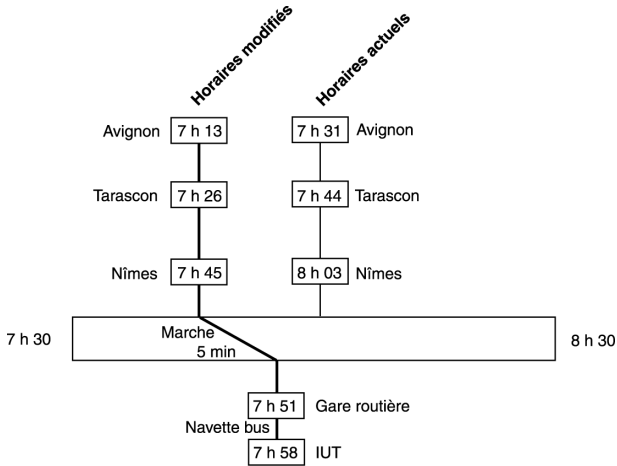 Horaires modifiés
Horaires actuels
Avignon 7 h 13 7 h 31 Avignon
Tarascon 7 h 26 7 h 44 Tarascon
Nîmes 7 h 45 8 h 03 Nîmes
7 h 30 8 h 30
Marche
5 min
7 h 51 Gare routière
Navette bus
7 h 58 IUT